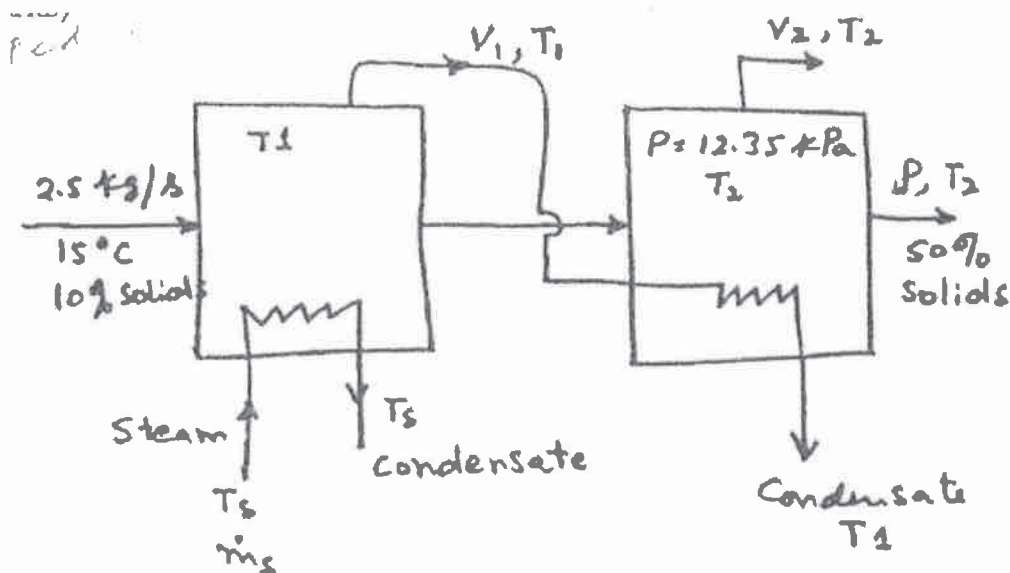 V₁, T₁
V₂, T₂
T1
P= 12.35 kPa
T₂
2.5 kg/s
15°C
10% solids
P, T₂
50%
solids
Steam
Ts
ṁs
Ts
Condensate
Condensate
T1